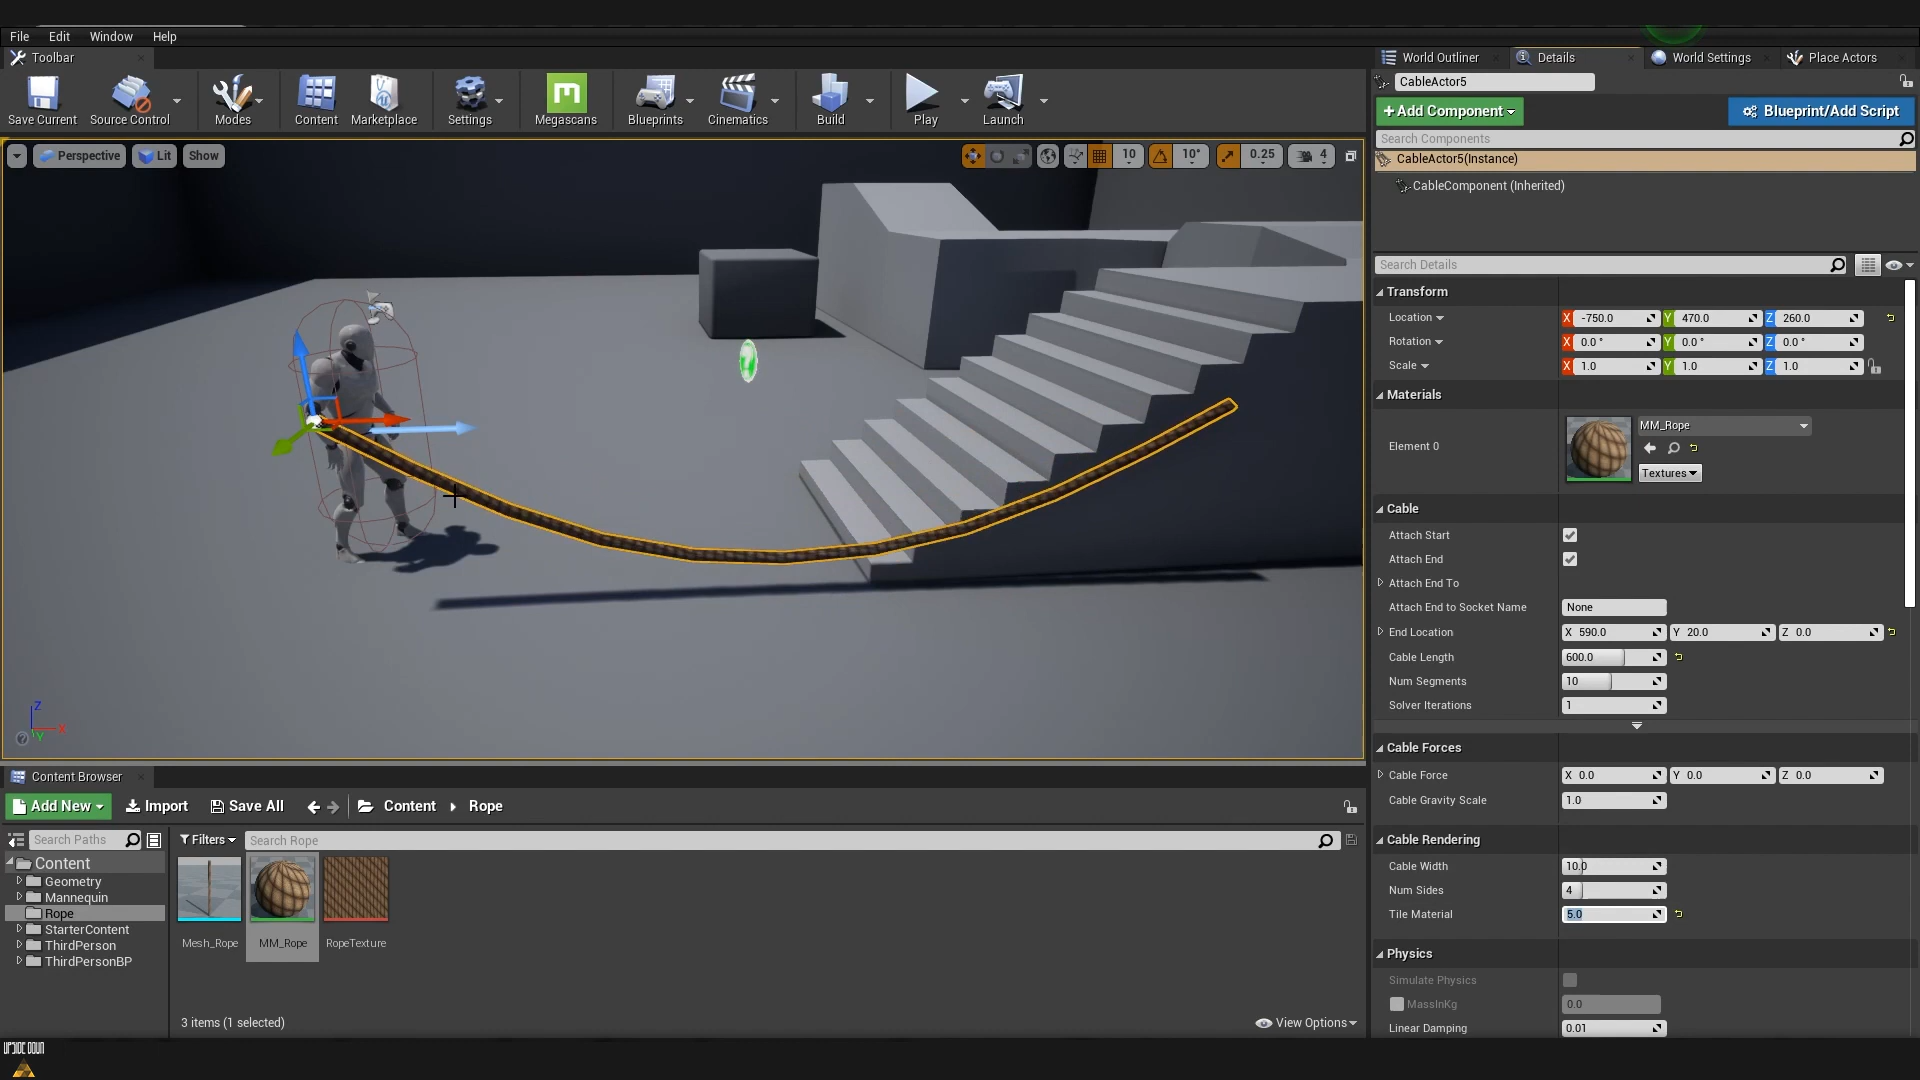 File Edit Window Help
Toolbar
Save Current Source Control Modes Content Marketplace Settings Megascans Blueprints Cinematics Build Play Launch
Perspective Lit Show 10 10° 0.25 4
World Outliner Details World Settings Place Actors
CableActor5
+Add Component Blueprint/Add Script
Search Components
CableActor5(Instance)
CableComponent (Inherited)
Search Details
Transform
Location X -750.0 Y 470.0 Z 260.0
Rotation X 0.0 ° Y 0.0 ° Z 0.0 °
Scale X 1.0 Y 1.0 Z 1.0
Materials
Element 0 MM_Rope
Textures
Cable
Attach Start
Attach End
Attach End To
Attach End to Socket Name None
End Location X 590.0 Y 20.0 Z 0.0
Cable Length 600.0
Num Segments 10
Solver Iterations 1
Cable Forces
Cable Force X 0.0 Y 0.0 Z 0.0
Cable Gravity Scale 1.0
Cable Rendering
Cable Width 10.0
Num Sides 4
Tile Material 5.0
Physics
Simulate Physics
MassInKg 0.0
Linear Damping 0.01
Z
X
Y
Content Browser
Add New Import Save All Content Rope
Search Paths Filters Search Rope
Content
Geometry
Mannequin
Rope
StarterContent
ThirdPerson
ThirdPersonBP
Mesh_Rope MM_Rope RopeTexture
3 items (1 selected) View Options
UPSIDE DOWN